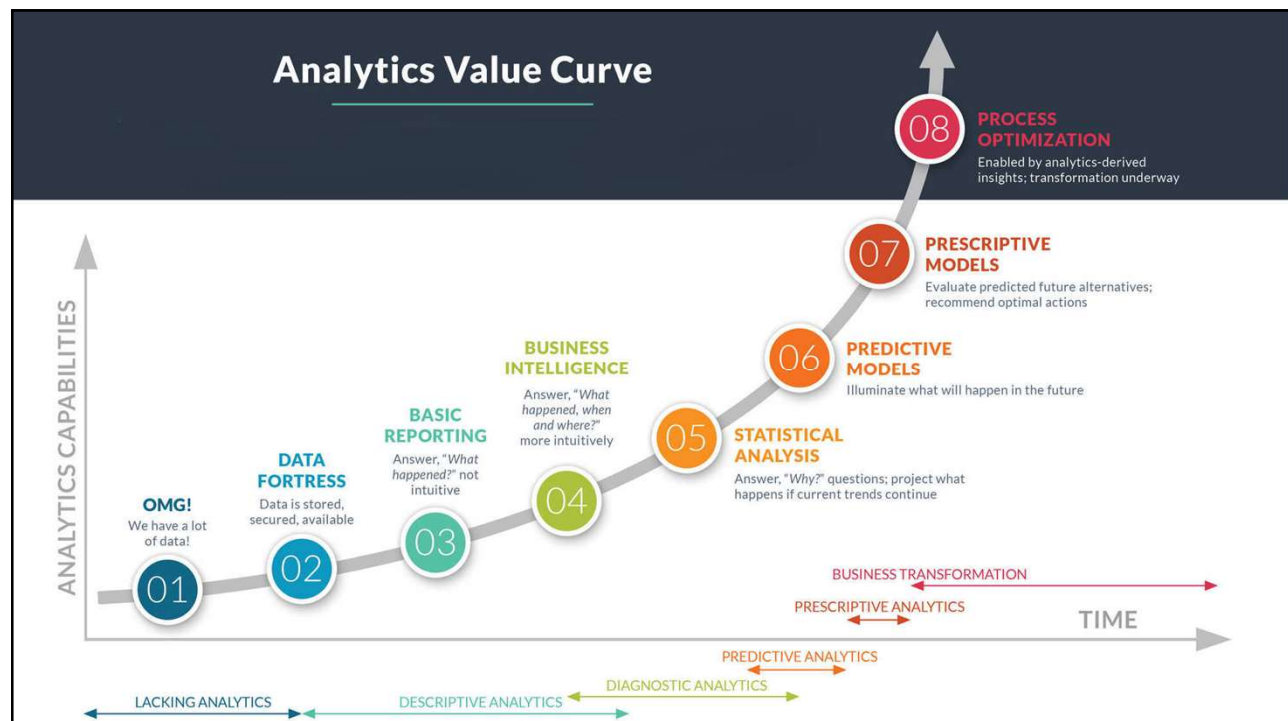 Analytics Value Curve
08
PROCESS
OPTIMIZATION
Enabled by analytics-derived
insights; transformation underway
07
PRESCRIPTIVE
MODELS
Evaluate predicted future alternatives;
recommend optimal actions
06
PREDICTIVE
MODELS
Illuminate what will happen in the future
05
STATISTICAL
ANALYSIS
Answer, "Why?" questions; project what
happens if current trends continue
BUSINESS
INTELLIGENCE
Answer, "What
happened, when
and where?"
more intuitively
04
BASIC
REPORTING
Answer, "What
happened?" not
intuitive
03
DATA
FORTRESS
Data is stored,
secured, available
02
OMG!
We have a lot
of data!
01
ANALYTICS CAPABILITIES
BUSINESS TRANSFORMATION
PRESCRIPTIVE ANALYTICS
TIME
PREDICTIVE ANALYTICS
DIAGNOSTIC ANALYTICS
DESCRIPTIVE ANALYTICS
LACKING ANALYTICS